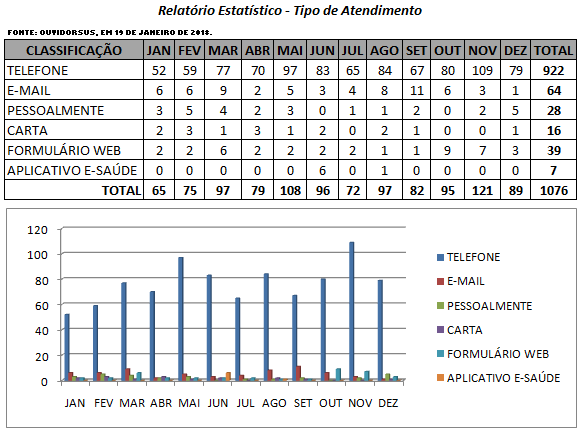 Relatório Estatístico - Tipo de Atendimento
FONTE: OUVIDORSUS, EM 19 DE JANEIRO DE 2018.
CLASSIFICAÇÃO JAN FEV MAR ABR MAI JUN JUL AGO SET OUT NOV DEZ TOTAL
TELEFONE 52 59 77 70 97 83 65 84 67 80 109 79 922
E-MAIL 6 6 9 2 5 3 4 8 11 6 3 1 64
PESSOALMENTE 3 5 4 2 3 0 1 1 2 0 2 5 28
CARTA 2 3 1 3 1 2 0 2 1 0 0 1 16
FORMULÁRIO WEB 2 2 6 2 2 2 2 1 1 9 7 3 39
APLICATIVO E-SAÚDE 0 0 0 0 0 6 0 1 0 0 0 0 7
TOTAL 65 75 97 79 108 96 72 97 82 95 121 89 1076
120
100
80
60
40
20
0
JAN FEV MAR ABR MAI JUN JUL AGO SET OUT NOV DEZ
TELEFONE
E-MAIL
PESSOALMENTE
CARTA
FORMULÁRIO WEB
APLICATIVO E-SAÚDE